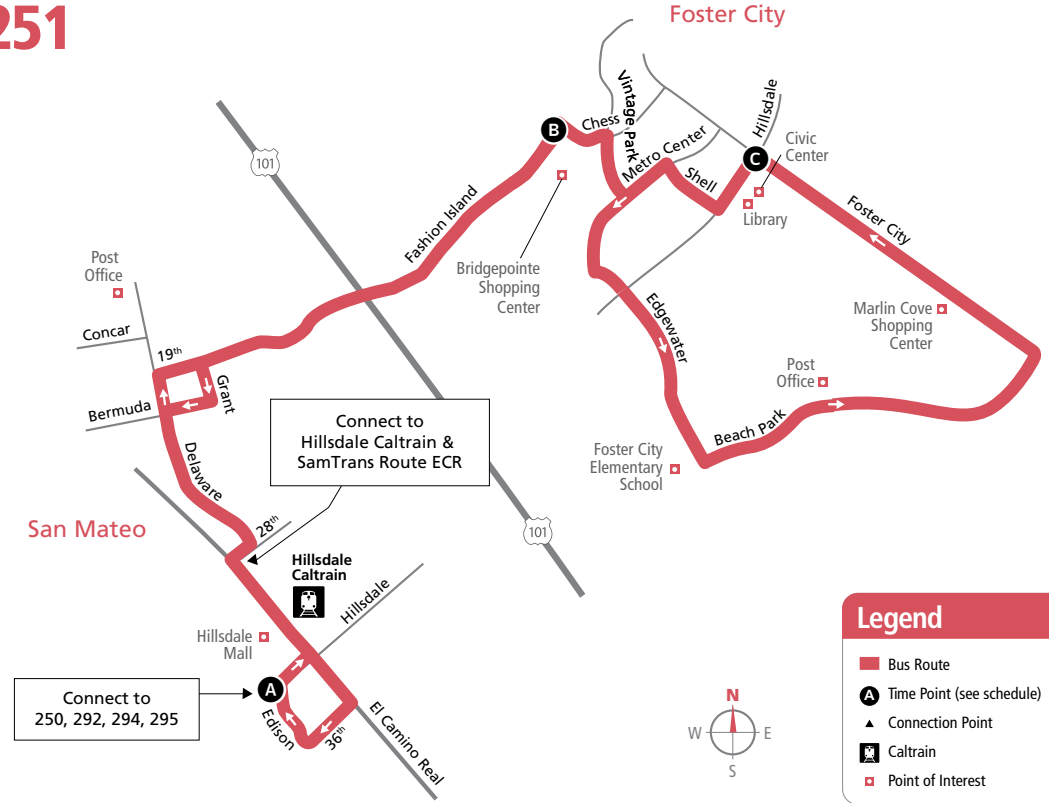 251
Foster City
101
B
Chess
Vintage Park
Metro Center
Hillsdale
C
Civic
Center
Shell
Library
Foster City
Fashion Island
Bridgepointe
Shopping
Center
Post
Office
Concar
19th
Grant
Bermuda
Delaware
Edgewater
Marlin Cove
Shopping
Center
Post
Office
Beach Park
Foster City
Elementary
School
Connect to
Hillsdale Caltrain &
SamTrans Route ECR
101
San Mateo
28th
Hillsdale
Caltrain
Hillsdale
Hillsdale
Mall
A
Connect to
250, 292, 294, 295
Edison
36th
El Camino Real
N
W
E
S
Legend
Bus Route
A Time Point (see schedule)
Connection Point
Caltrain
Point of Interest